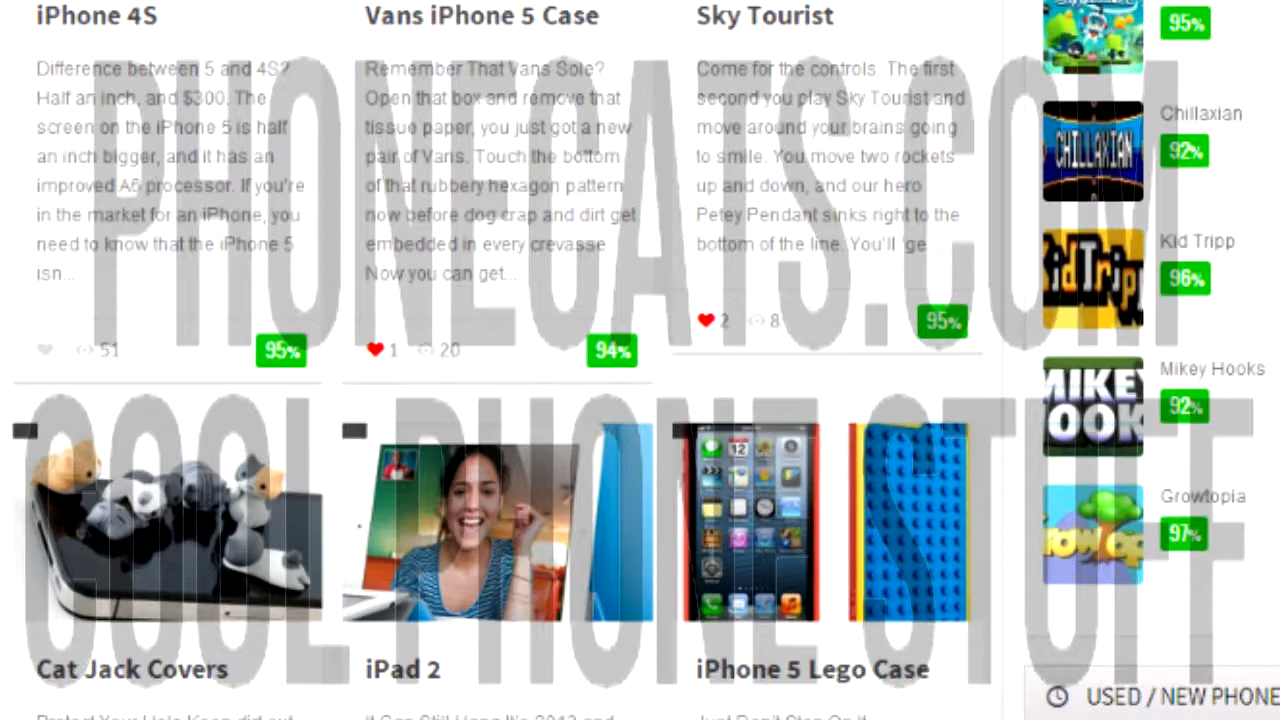 iPhone 4S
Difference between 5 and 4S?
Half an inch, and $300. The
screen on the iPhone 5 is half
an inch bigger, and it has an
improved A6 processor. If you're
in the market for an iPhone, you
need to know that the iPhone 5
isn...
51
95%
Vans iPhone 5 Case
Remember That Vans Sole?
Open that box and remove that
tissue paper, you just got a new
pair of Vans. Touch the bottom
of that rubbery hexagon pattern
now before dog crap and dirt get
embedded in every crevasse
Now you can get...
1 20
94%
Sky Tourist
Come for the controls The first
second you play Sky Tourist and
move around your brains going
to smile. You move two rockets
up and down, and our hero
Petey Pendant sinks right to the
bottom of the line. You'll 'ge...
2 8
95%
95%
CHILLAXIAN
Chillaxian
92%
Kid Tripp
Kid Tripp
96%
MIKEY
HOOK
Mikey Hooks
92%
Growtopia
97%
PHONECATS.COM
COOL PHONE STUFF
Cat Jack Covers
iPad 2
iPhone 5 Lego Case
USED / NEW PHONE